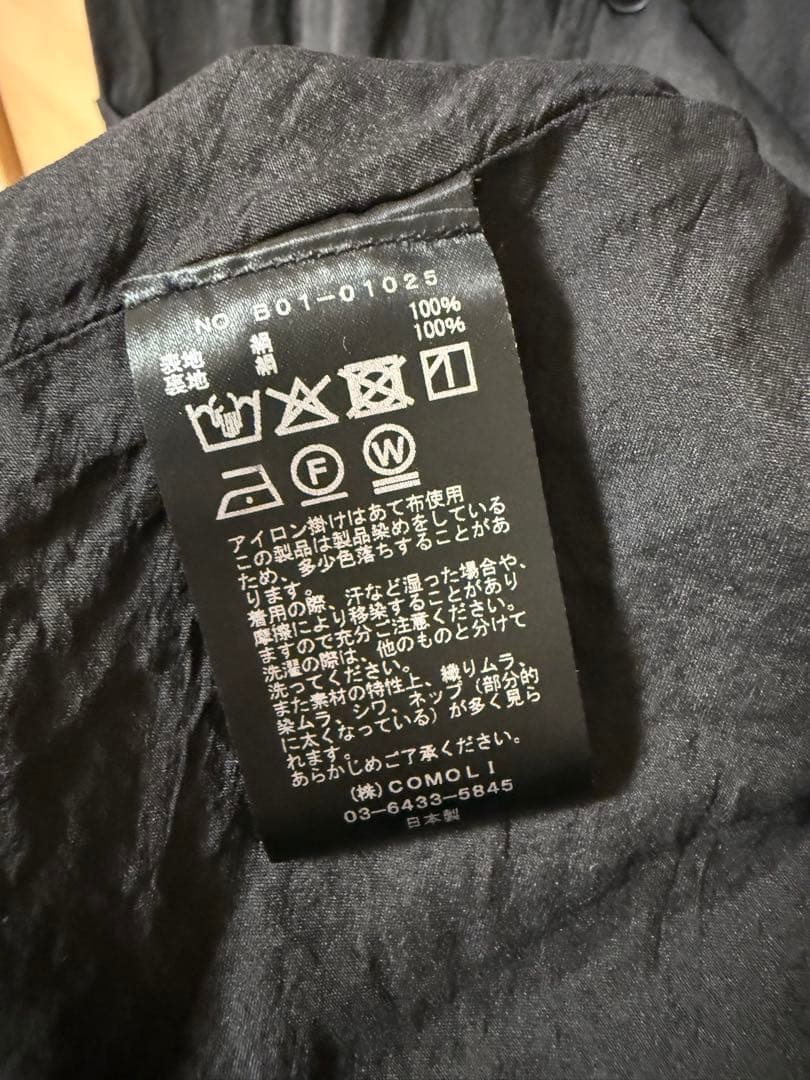 NO B01-01025
表地 絹 100%
裏地 絹 100%
F W
アイロン掛けはあて布使用
この製品は製品染めをしている
ため、多少色落ちすることがあ
ります。
着用の際、汗など湿った場合や、
摩擦により移染することがあり
ますので充分ご注意ください。
洗濯の際は、他のものと分けて
洗ってください。
また素材の特性上、織りムラ、
染ムラ、シワ、ネップ(部分的
に太くなっている)が多く見ら
れます。
あらかじめご了承ください。
(株)COMOLI
03-6433-5845
日本製